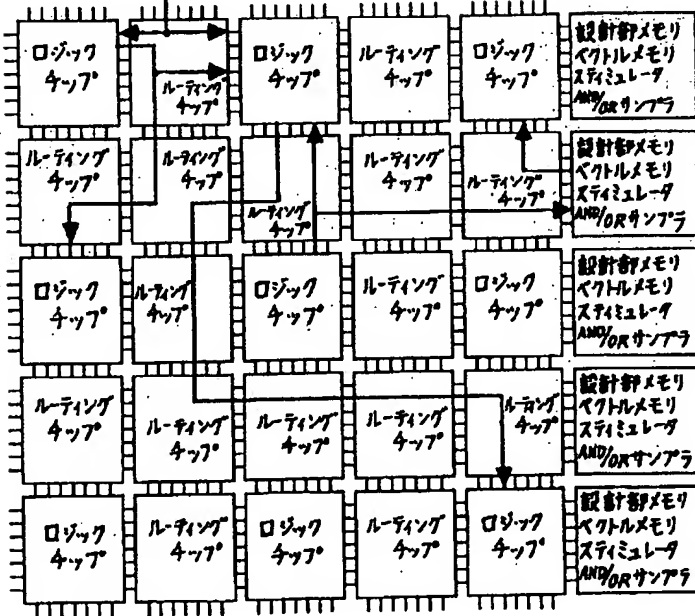 ロジック
チップ
ルーティング
チップ
ロジック
チップ
ルーティング
チップ
ロジック
チップ
設計部メモリ
ベクトルメモリ
スティミュレータ
AND/ORサンプラ
ルーティング
チップ
ルーティング
チップ
ルーティング
チップ
ルーティング
チップ
ルーティング
チップ
設計部メモリ
ベクトルメモリ
スティミュレータ
AND/ORサンプラ
ロジック
チップ
ルーティング
チップ
ロジック
チップ
ルーティング
チップ
ロジック
チップ
設計部メモリ
ベクトルメモリ
スティミュレータ
AND/ORサンプラ
ルーティング
チップ
ルーティング
チップ
ルーティング
チップ
ルーティング
チップ
ルーティング
チップ
設計部メモリ
ベクトルメモリ
スティミュレータ
AND/ORサンプラ
ロジック
チップ
ルーティング
チップ
ロジック
チップ
ルーティング
チップ
ロジック
チップ
設計部メモリ
ベクトルメモリ
スティミュレータ
AND/ORサンプラ